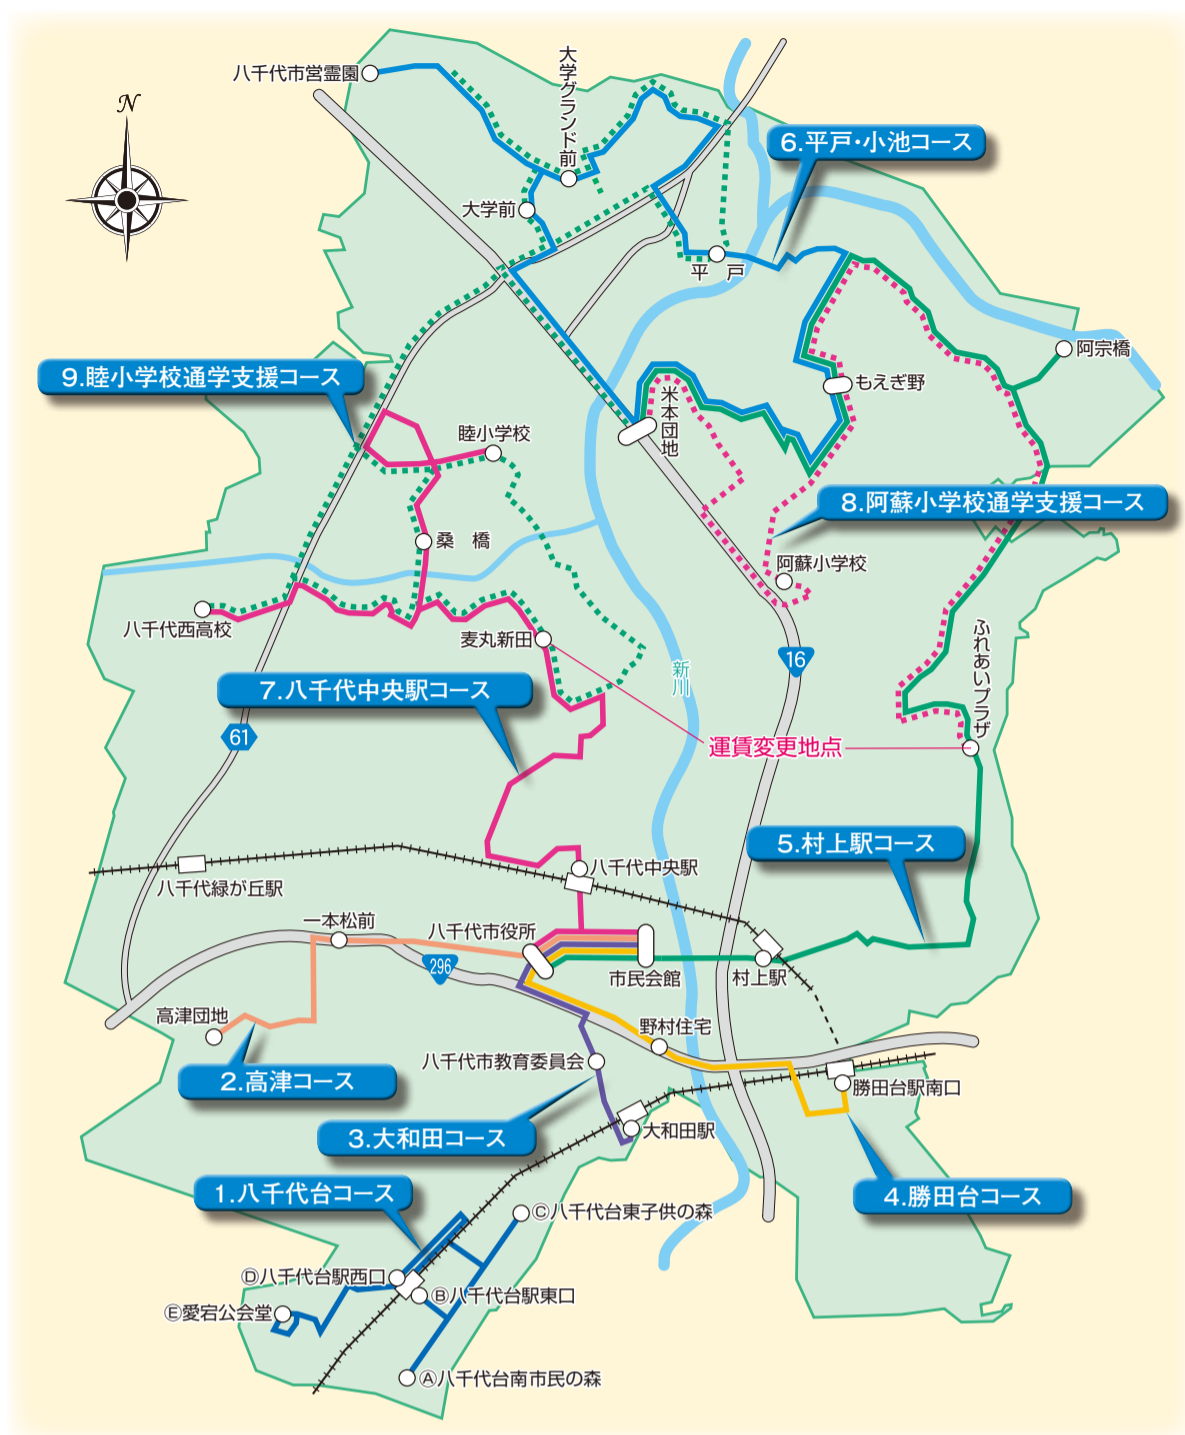 八千代市営霊園
大学グランド前
N
6.平戸・小池コース
大学前
平 戸
阿宗橋
9.睦小学校通学支援コース
もえぎ野
米本団地
睦小学校
8.阿蘇小学校通学支援コース
桑 橋
阿蘇小学校
八千代西高校
麦丸新田
ふれあいプラザ
16
新川
7.八千代中央駅コース
61
運賃変更地点
5.村上駅コース
八千代緑が丘駅
八千代中央駅
一本松前
八千代市役所
296
市民会館
村上駅
高津団地
野村住宅
八千代市教育委員会
2.高津コース
勝田台駅南口
3.大和田コース
大和田駅
1.八千代台コース
4.勝田台コース
Ⓒ八千代台東子供の森
Ⓓ八千代台駅西口
Ⓑ八千代台駅東口
Ⓔ愛宕公会堂
Ⓐ八千代台南市民の森